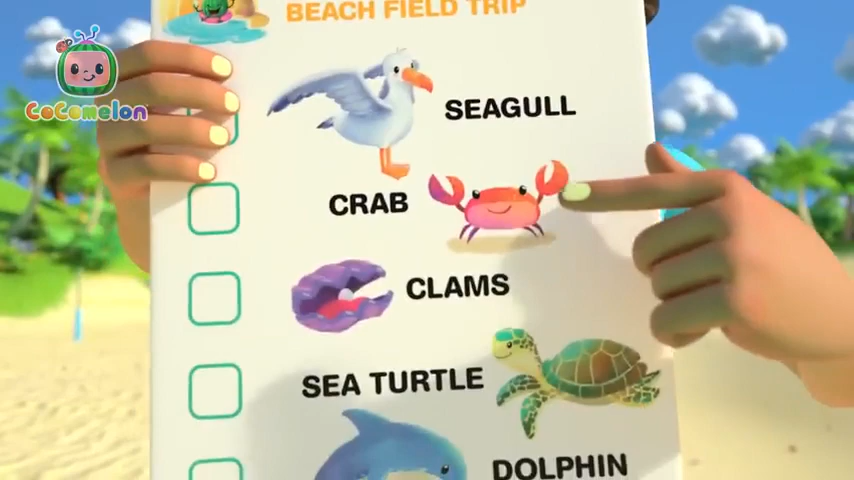 BEACH FIELD TRIP
CoComelon
SEAGULL
CRAB
CLAMS
SEA TURTLE
DOLPHIN